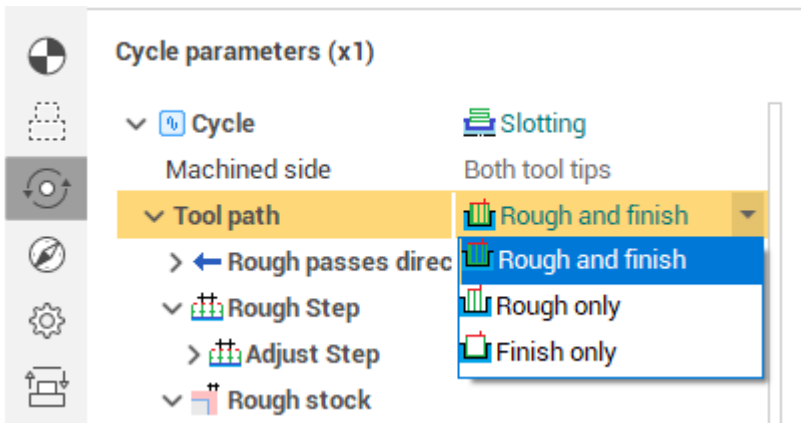 Cycle parameters (x1)
Cycle Slotting
Machined side Both tool tips
Tool path Rough and finish
Rough passes direc Rough and finish
Rough Step Rough only
Adjust Step Finish only
Rough stock